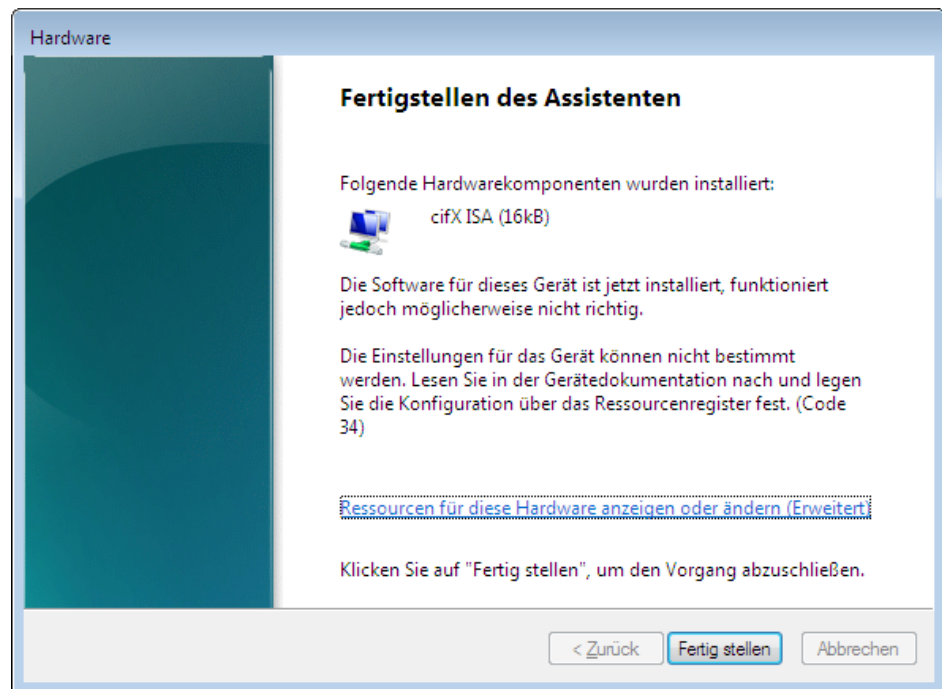 Hardware
Fertigstellen des Assistenten
Folgende Hardwarekomponenten wurden installiert:
cifX ISA (16kB)
Die Software für dieses Gerät ist jetzt installiert, funktioniert
jedoch möglicherweise nicht richtig.
Die Einstellungen für das Gerät können nicht bestimmt
werden. Lesen Sie in der Gerätedokumentation nach und legen
Sie die Konfiguration über das Ressourcenregister fest. (Code
34)
Ressourcen für diese Hardware anzeigen oder ändern (Erweitert)
Klicken Sie auf "Fertig stellen", um den Vorgang abzuschließen.
< Zurück Fertig stellen Abbrechen